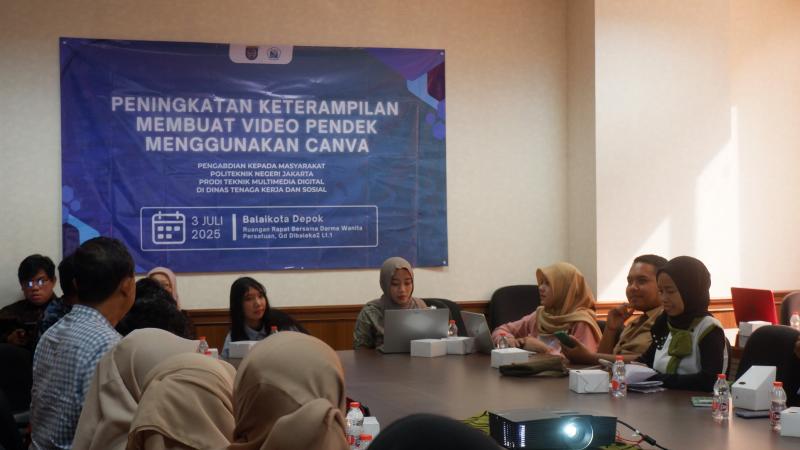 PENINGKATAN KETERAMPILAN
MEMBUAT VIDEO PENDEK
MENGGUNAKAN CANVA
PENGABDIAN KEPADA MASYARAKAT
POLITEKNIK NEGERI JAKARTA
PRODI TEKNIK MULTIMEDIA DIGITAL
DI DINAS TENAGA KERJA DAN SOSIAL
3 JULI
2025
Balaikota Depok
Ruangan Rapat Bersama Darma Wanita
Persatuan, Gd Dibaleka2 Lt.1